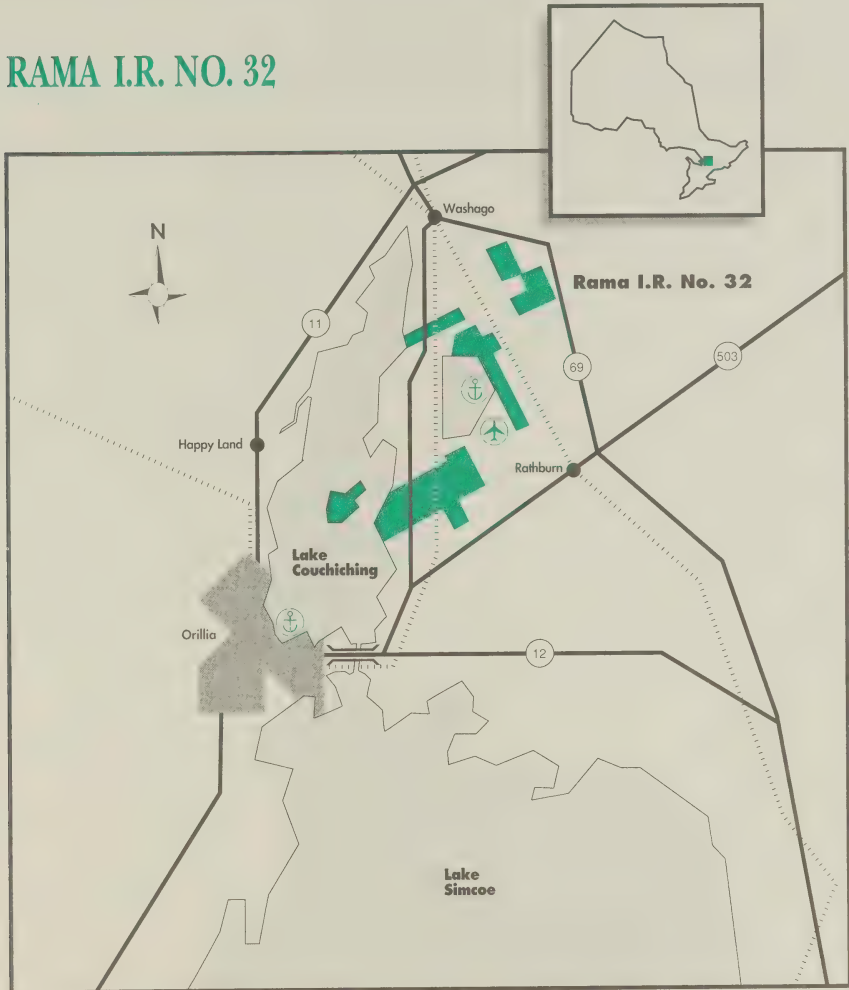 RAMA I.R. NO. 32
N
Washago
Rama I.R. No. 32
11
503
69
Happy Land
Rathburn
Lake
Couchiching
Orillia
12
Lake
Simcoe